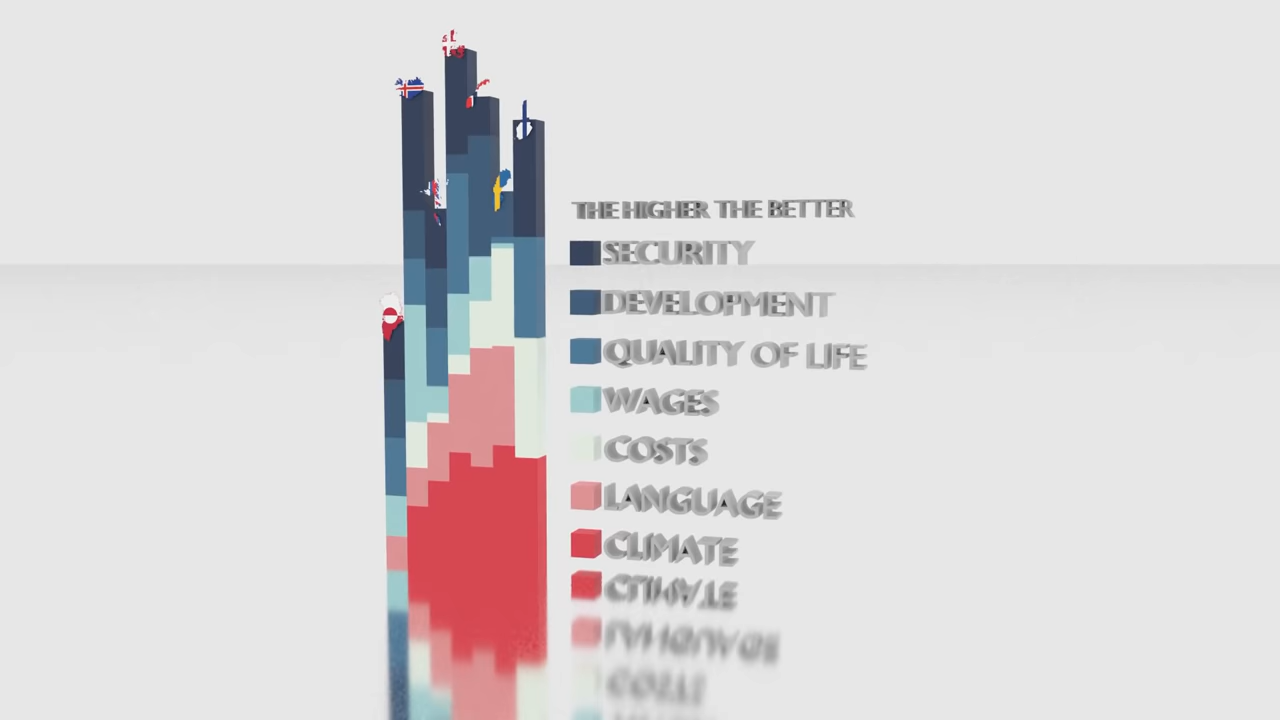 THE HIGHER THE BETTER
SECURITY
DEVELOPMENT
QUALITY OF LIFE
WAGES
COSTS
LANGUAGE
CLIMATE